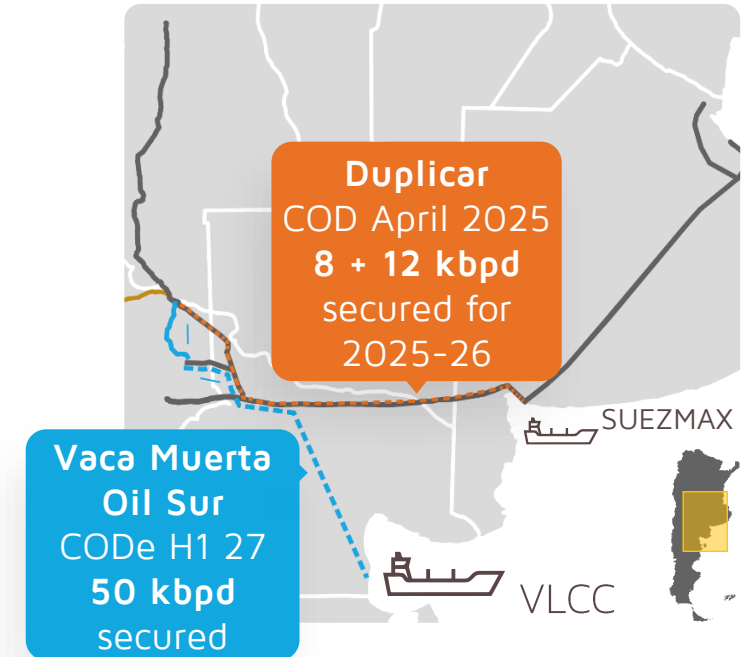 Duplicar
COD April 2025
8 + 12 kbpd
secured for
2025-26
SUEZMAX
Vaca Muerta
Oil Sur
CODe H1 27
50 kbpd
secured
VLCC